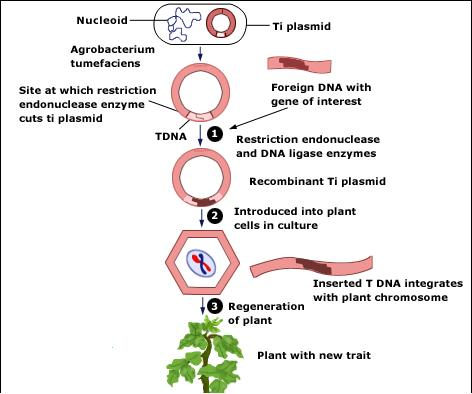 Nucleoid
Ti plasmid
Agrobacterium
tumefaciens
Site at which restriction
endonuclease enzyme
cuts ti plasmid
Foreign DNA with
gene of interest
TDNA
1
Restriction endonuclease
and DNA ligase enzymes
Recombinant Ti plasmid
2
Introduced into plant
cells in culture
Inserted T DNA integrates
with plant chromosome
3
Regeneration
of plant
Plant with new trait